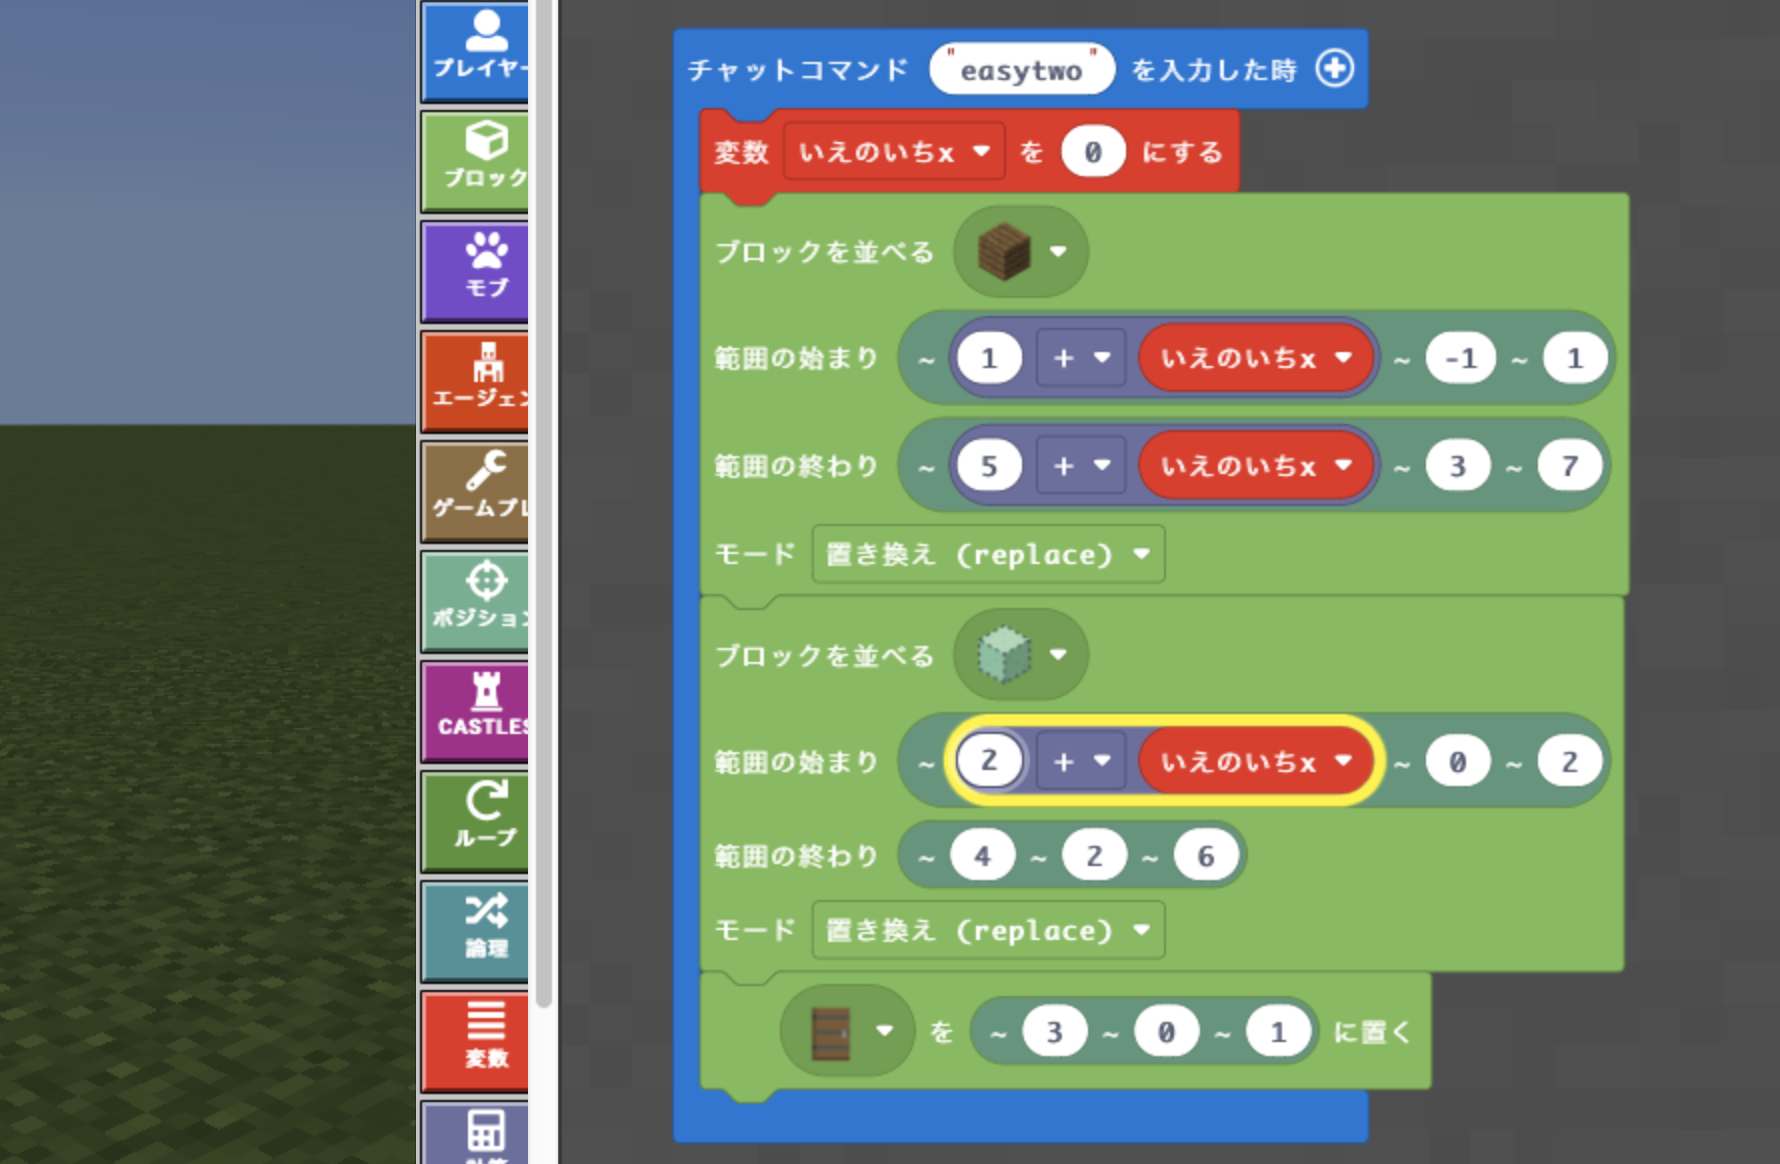 プレイヤー
ブロック
モブ
エージェン
ゲームプレ
ポジション
CASTLES
ループ
論理
変数
チャットコマンド "easytwo" を入力した時
変数 いえのいちx を 0 にする
ブロックを並べる
範囲の始まり ~ 1 + いえのいちx ~ -1 ~ 1
範囲の終わり ~ 5 + いえのいちx ~ 3 ~ 7
モード 置き換え (replace)
ブロックを並べる
範囲の始まり ~ 2 + いえのいちx ~ 0 ~ 2
範囲の終わり ~ 4 ~ 2 ~ 6
モード 置き換え (replace)
を ~ 3 ~ 0 ~ 1 に置く